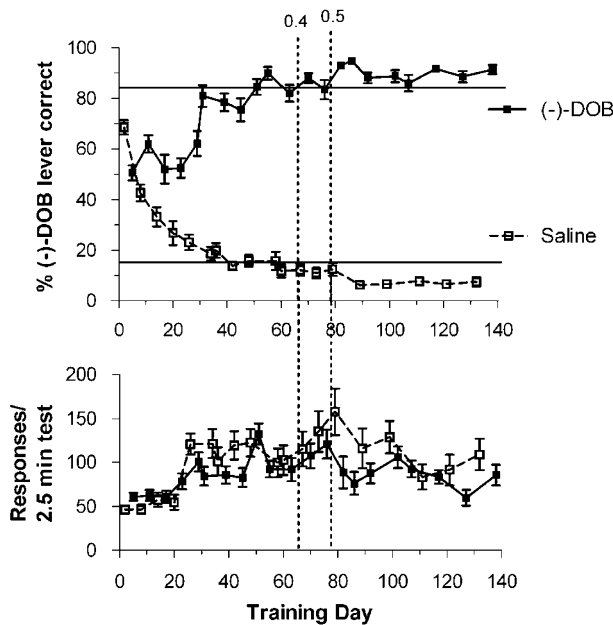 0.4 0.5
100
80
60
40
20
0
% (-)-DOB lever correct
(-)-DOB
Saline
0 20 40 60 80 100 120 140
200
150
100
50
0
Responses/
2.5 min test
0 20 40 60 80 100 120 140
Training Day